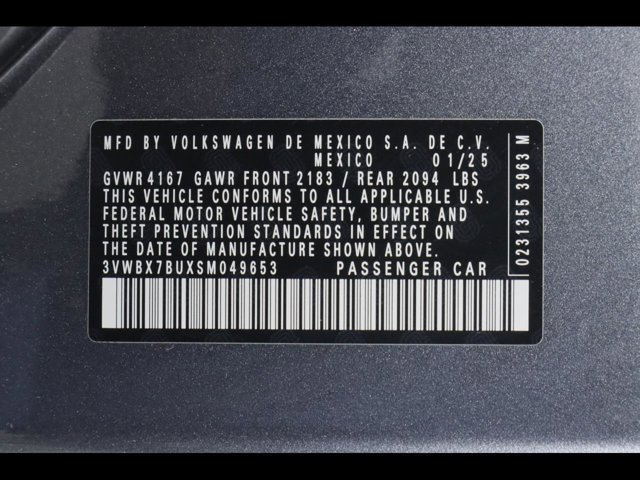 MFD BY VOLKSWAGEN DE MEXICO S.A. DE C.V.
MEXICO 01/25
GVWR 4167 GAWR FRONT 2183 / REAR 2094 LBS
THIS VEHICLE CONFORMS TO ALL APPLICABLE U.S.
FEDERAL MOTOR VEHICLE SAFETY, BUMPER AND
THEFT PREVENTION STANDARDS IN EFFECT ON
THE DATE OF MANUFACTURE SHOWN ABOVE.
3VWBX7BUXSM049653 PASSENGER CAR
0231355 3963 M